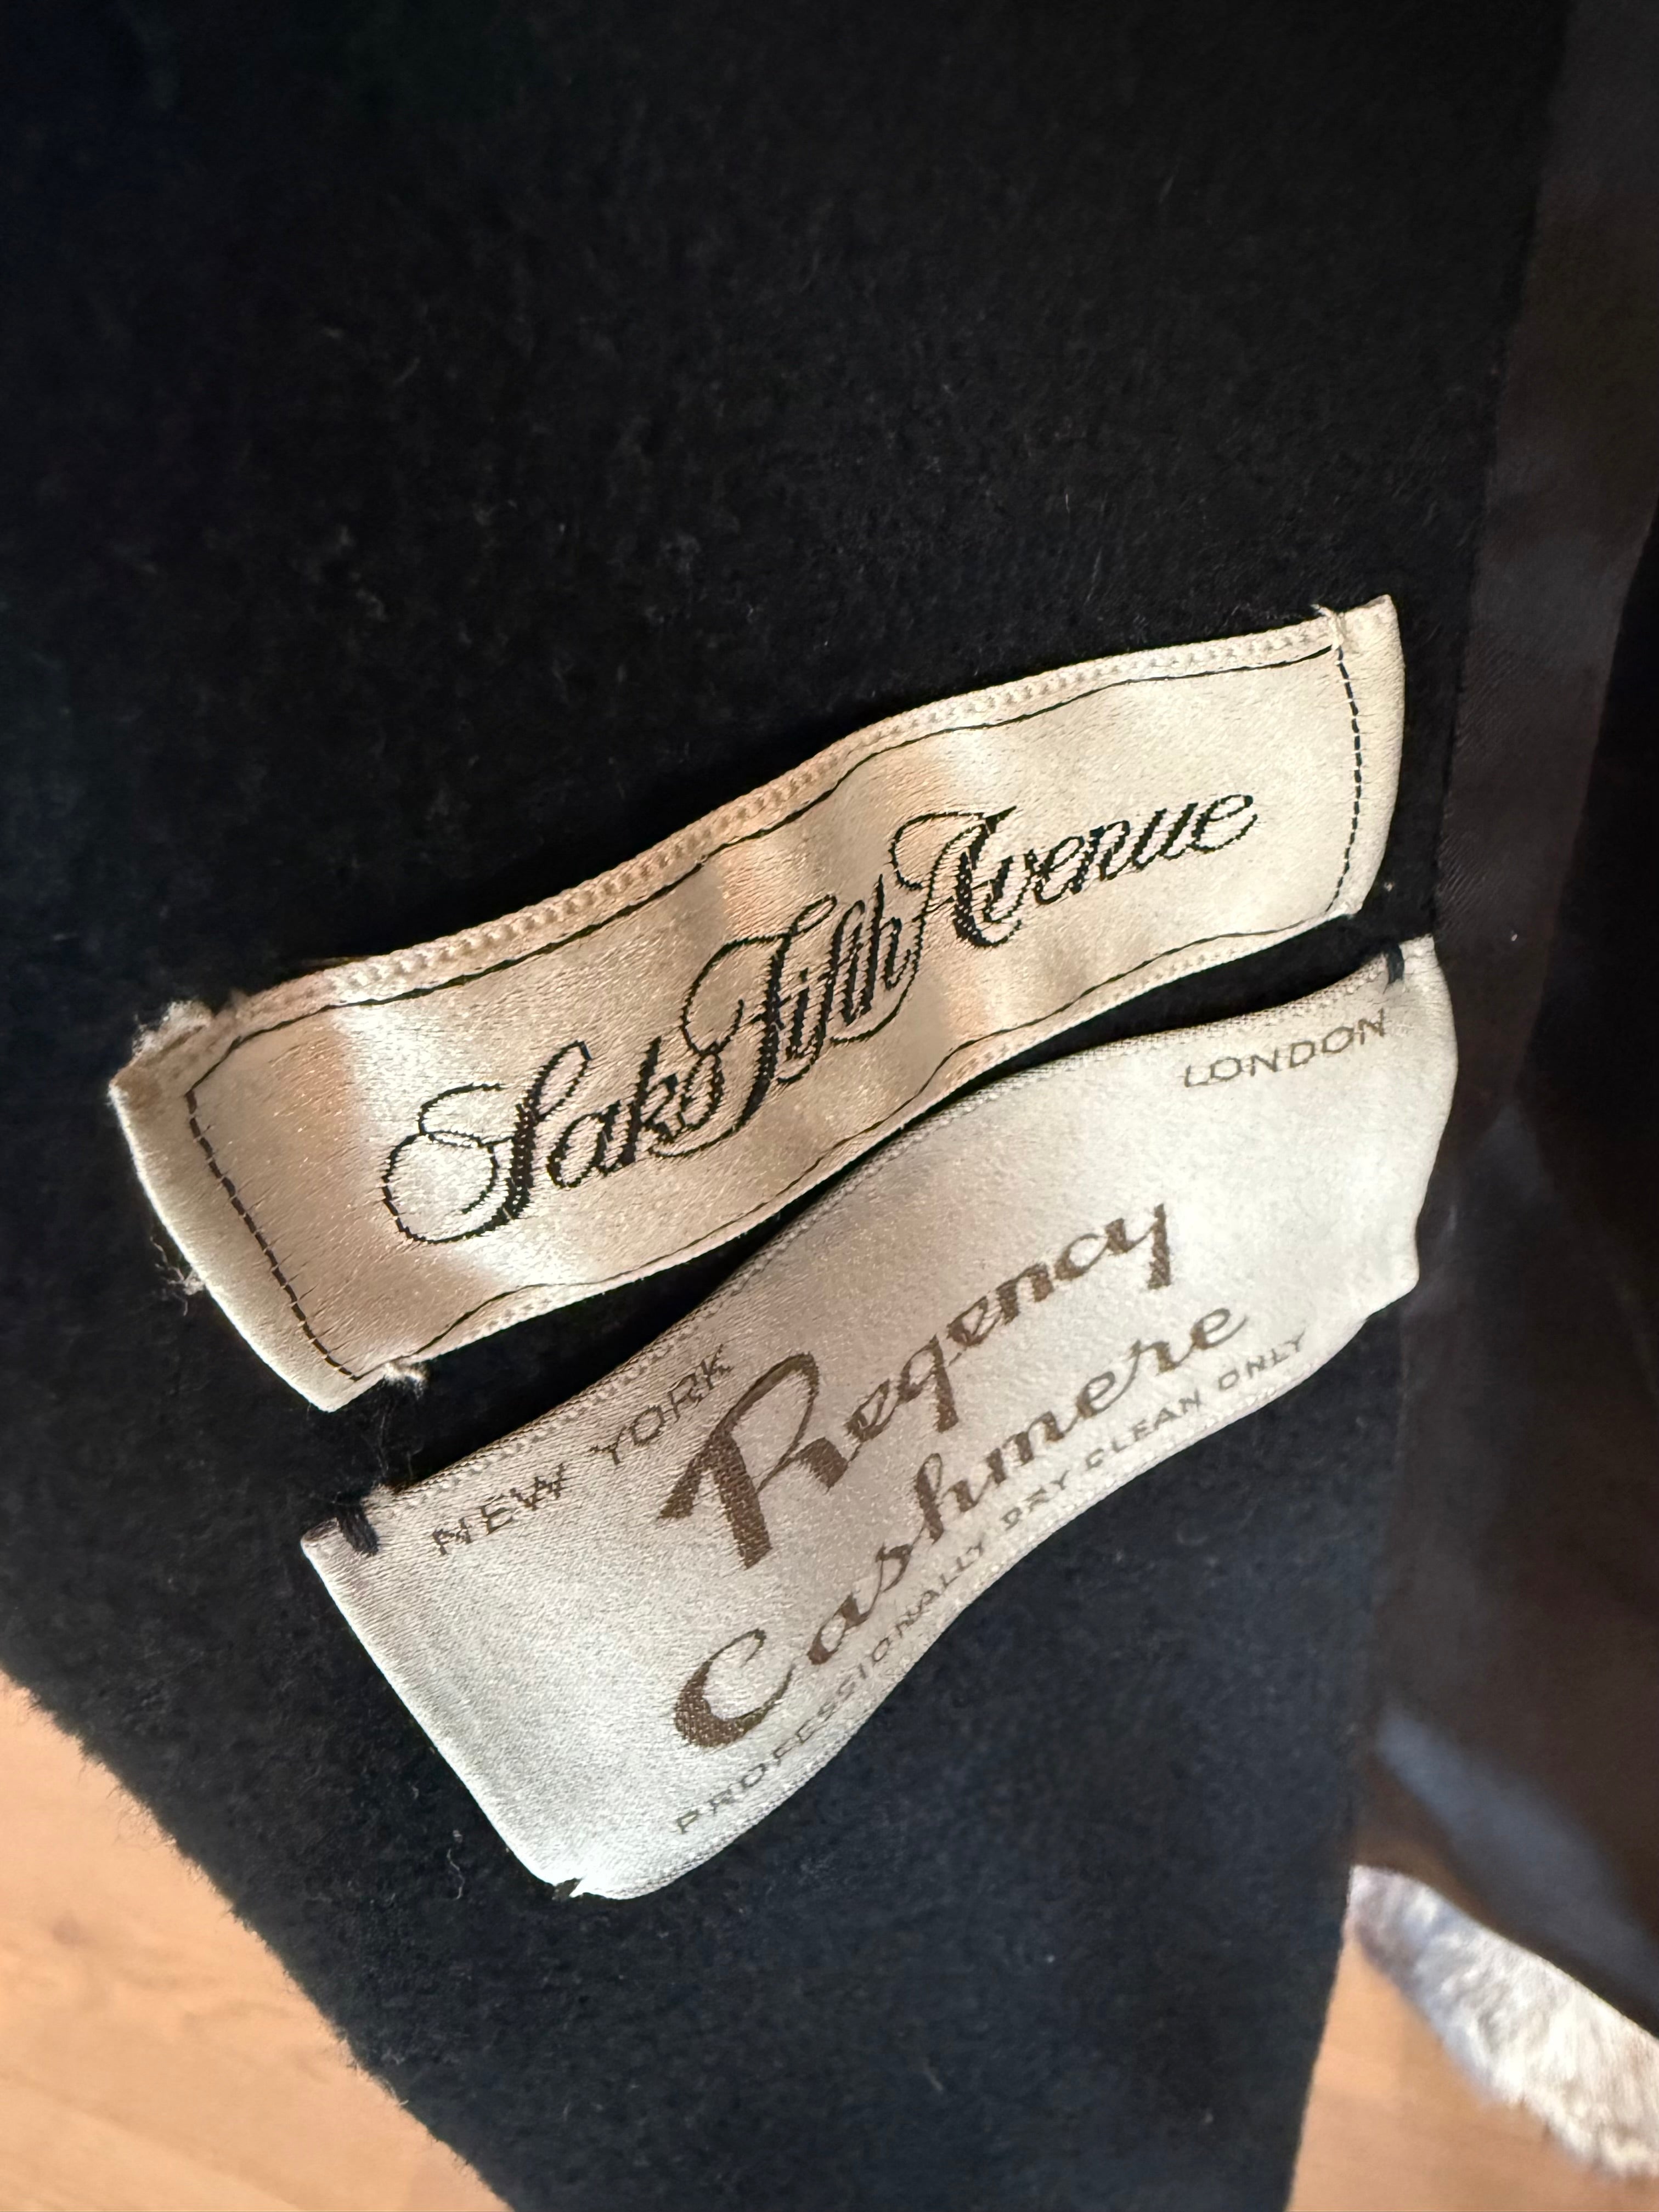 Saks Fifth Avenue
NEW YORK LONDON
Regency
Cashmere
PROFESSIONALLY DRY CLEAN ONLY